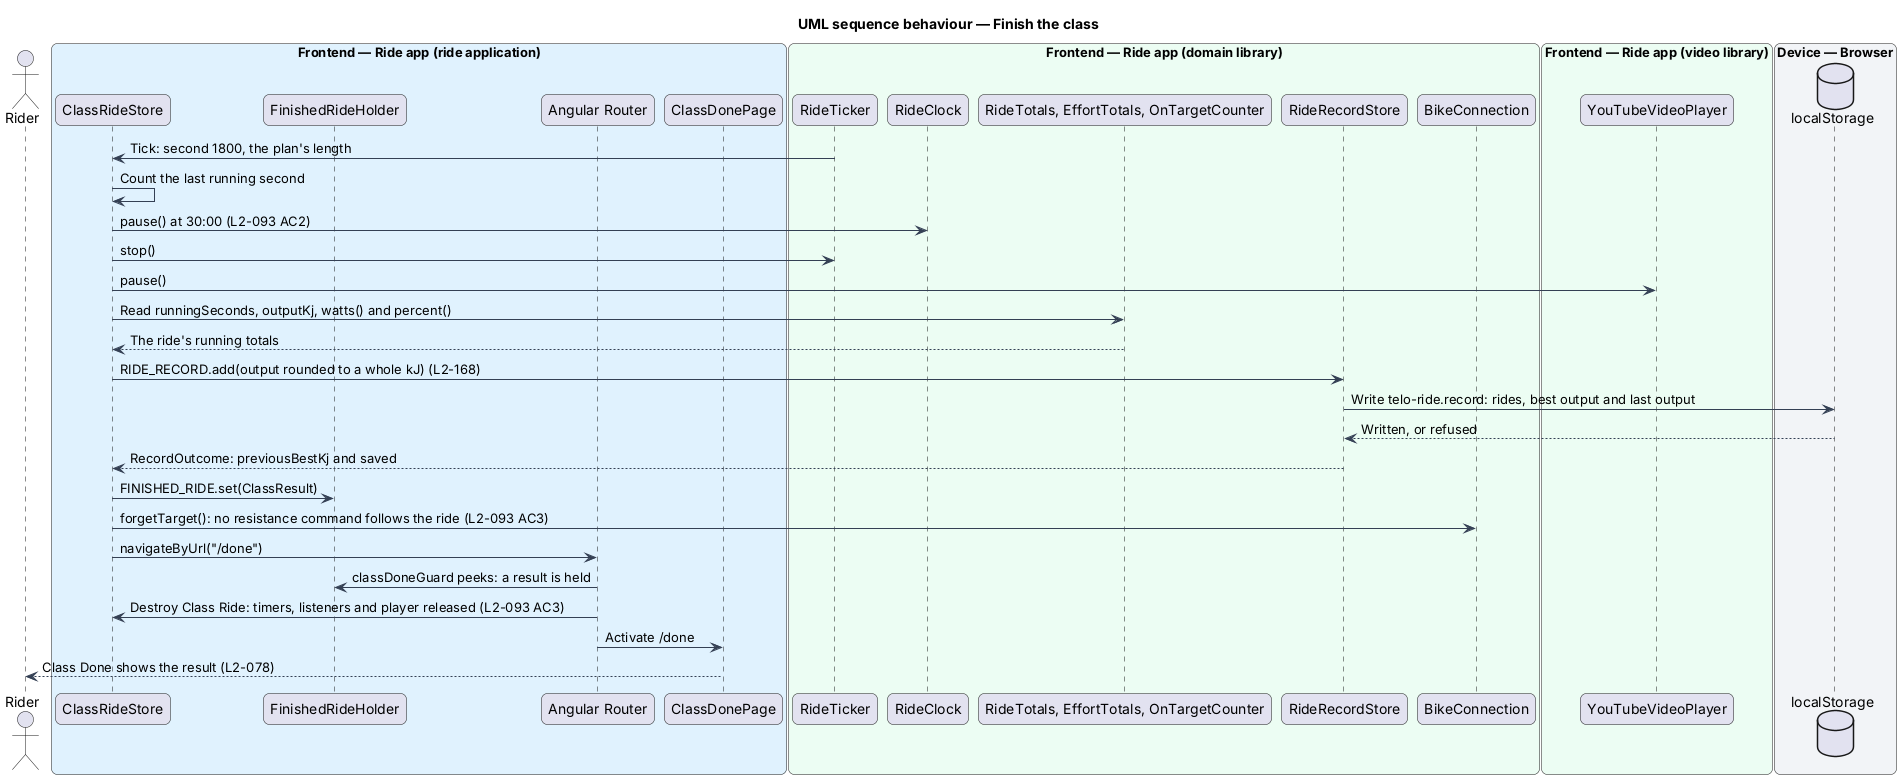 UML sequence behaviour — Finish the class
Frontend — Ride app (ride application)
Frontend — Ride app (domain library)
Frontend — Ride app (video library)
Device — Browser
Rider
ClassRideStore
FinishedRideHolder
Angular Router
ClassDonePage
RideTicker
RideClock
RideTotals, EffortTotals, OnTargetCounter
RideRecordStore
BikeConnection
YouTubeVideoPlayer
localStorage
Tick: second 1800, the plan's length
Count the last running second
pause() at 30:00 (L2-093 AC2)
stop()
pause()
Read runningSeconds, outputKj, watts() and percent()
The ride's running totals
RIDE_RECORD.add(output rounded to a whole kJ) (L2-168)
Write telo-ride.record: rides, best output and last output
Written, or refused
RecordOutcome: previousBestKj and saved
FINISHED_RIDE.set(ClassResult)
forgetTarget(): no resistance command follows the ride (L2-093 AC3)
navigateByUrl("/done")
classDoneGuard peeks: a result is held
Destroy Class Ride: timers, listeners and player released (L2-093 AC3)
Activate /done
Class Done shows the result (L2-078)
Rider
ClassRideStore
FinishedRideHolder
Angular Router
ClassDonePage
RideTicker
RideClock
RideTotals, EffortTotals, OnTargetCounter
RideRecordStore
BikeConnection
YouTubeVideoPlayer
localStorage